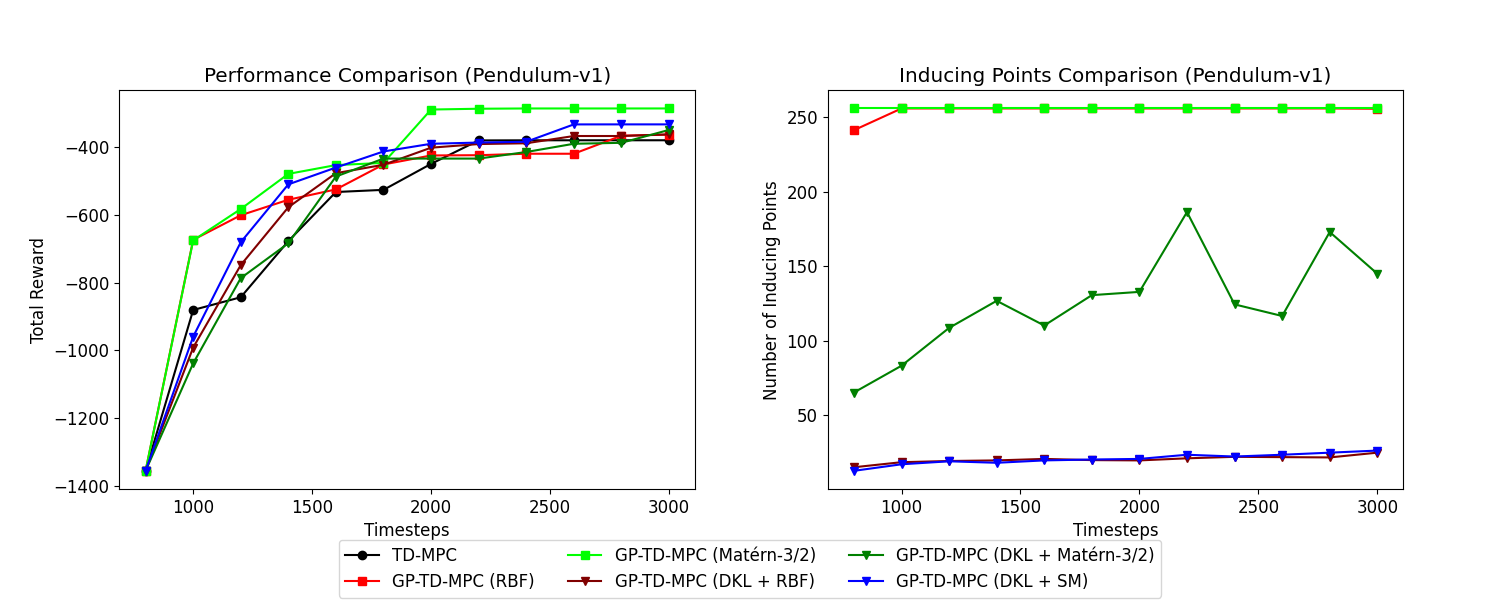 Performance Comparison (Pendulum-v1)
Total Reward
−400
−600
−800
−1000
−1200
−1400
1000 1500 2000 2500 3000
Timesteps
Inducing Points Comparison (Pendulum-v1)
Number of Inducing Points
250
200
150
100
50
1000 1500 2000 2500 3000
Timesteps
TD-MPC
GP-TD-MPC (RBF)
GP-TD-MPC (Matérn-3/2)
GP-TD-MPC (DKL + RBF)
GP-TD-MPC (DKL + Matérn-3/2)
GP-TD-MPC (DKL + SM)